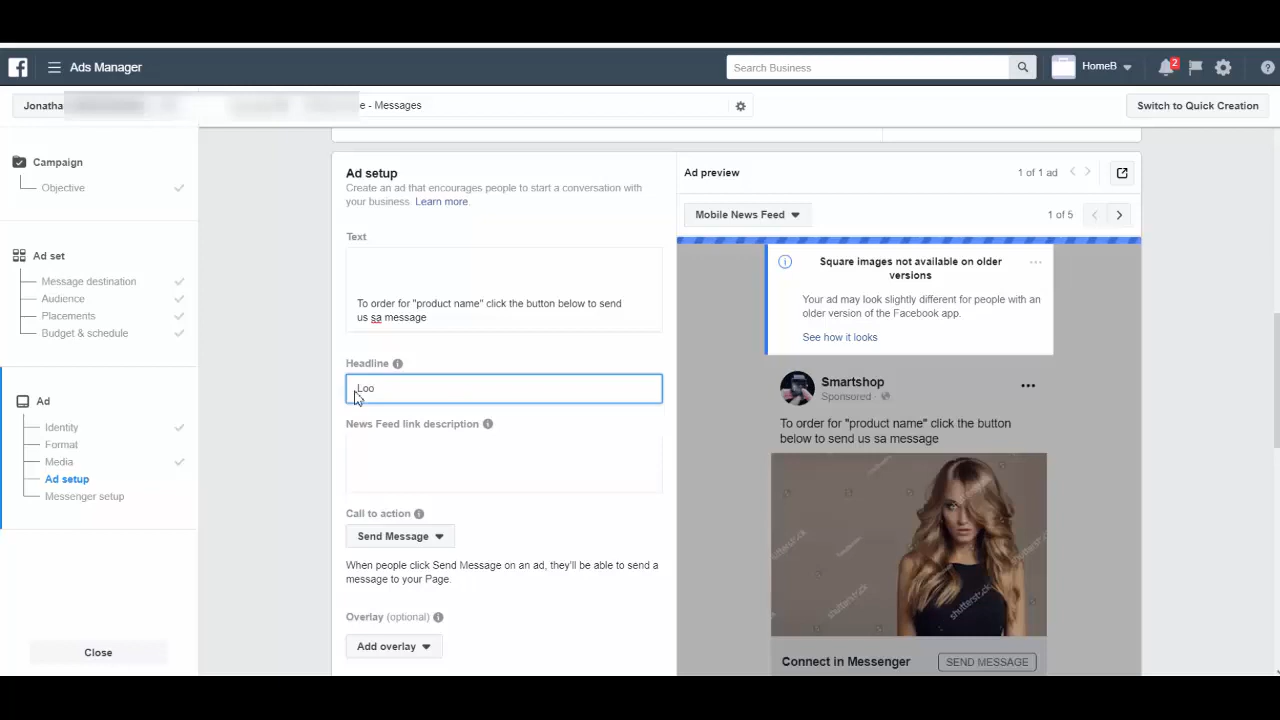 Ads Manager
Search Business
HomeB
2
Jonatha
e - Messages
Switch to Quick Creation
Campaign
Objective
Ad set
Message destination
Audience
Placements
Budget & schedule
Ad
Identity
Format
Media
Ad setup
Messenger setup
Close
Ad setup
Create an ad that encourages people to start a conversation with
your business. Learn more.
Text
To order for "product name" click the button below to send
us sa message
Headline
Loo
News Feed link description
Call to action
Send Message
When people click Send Message on an ad, they'll be able to send a
message to your Page.
Overlay (optional)
Add overlay
Ad preview
1 of 1 ad
Mobile News Feed
1 of 5
Square images not available on older
versions
Your ad may look slightly different for people with an
older version of the Facebook app.
See how it looks
Smartshop
Sponsored
To order for "product name" click the button
below to send us sa message
shutterstock
shutterstock
shutterstock
Connect in Messenger
SEND MESSAGE